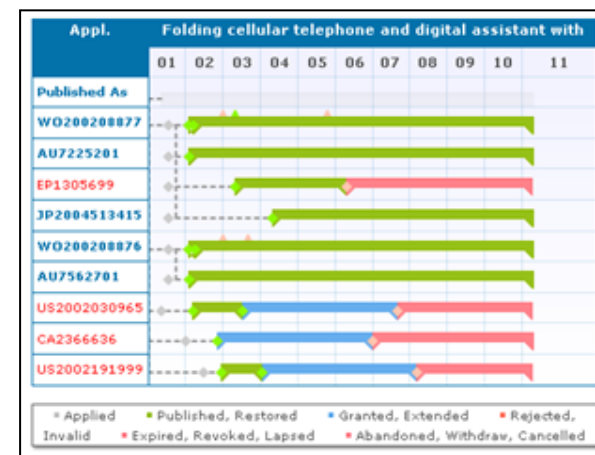 Appl. Folding cellular telephone and digital assistant with
01 02 03 04 05 06 07 08 09 10 11
Published As
WO200208877
AU7225201
EP1305699
JP2004513415
WO200208876
AU7562701
US2002030965
CA2366636
US2002191999
Applied Published, Restored Granted, Extended Rejected,
Invalid Expired, Revoked, Lapsed Abandoned, Withdraw, Cancelled